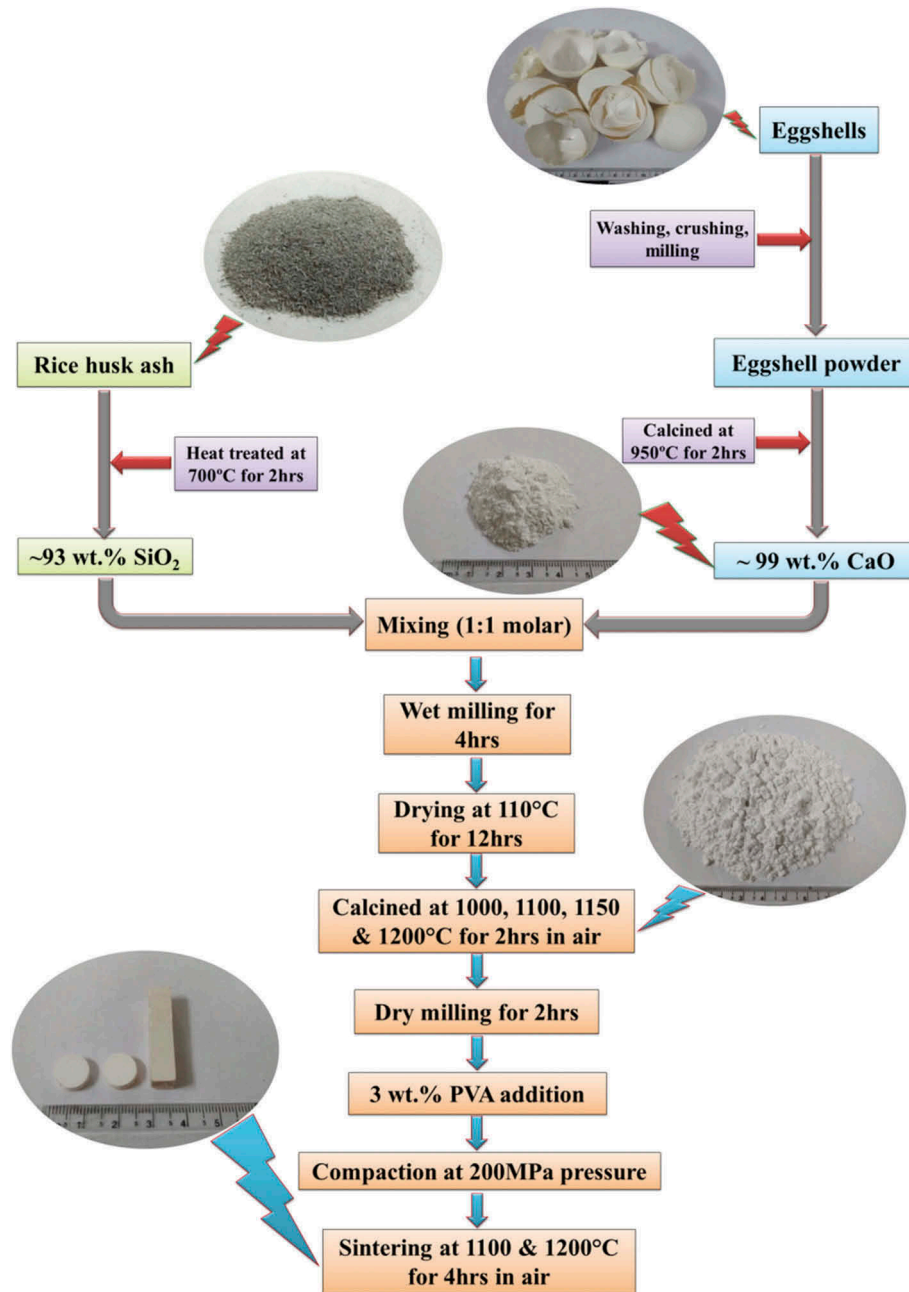 Eggshells
Washing, crushing,
milling
Rice husk ash
Eggshell powder
Heat treated at
700°C for 2hrs
Calcined at
950°C for 2hrs
~93 wt.% SiO₂
~ 99 wt.% CaO
Mixing (1:1 molar)
Wet milling for
4hrs
Drying at 110°C
for 12hrs
Calcined at 1000, 1100, 1150
& 1200°C for 2hrs in air
Dry milling for 2hrs
3 wt.% PVA addition
Compaction at 200MPa pressure
Sintering at 1100 & 1200°C
for 4hrs in air